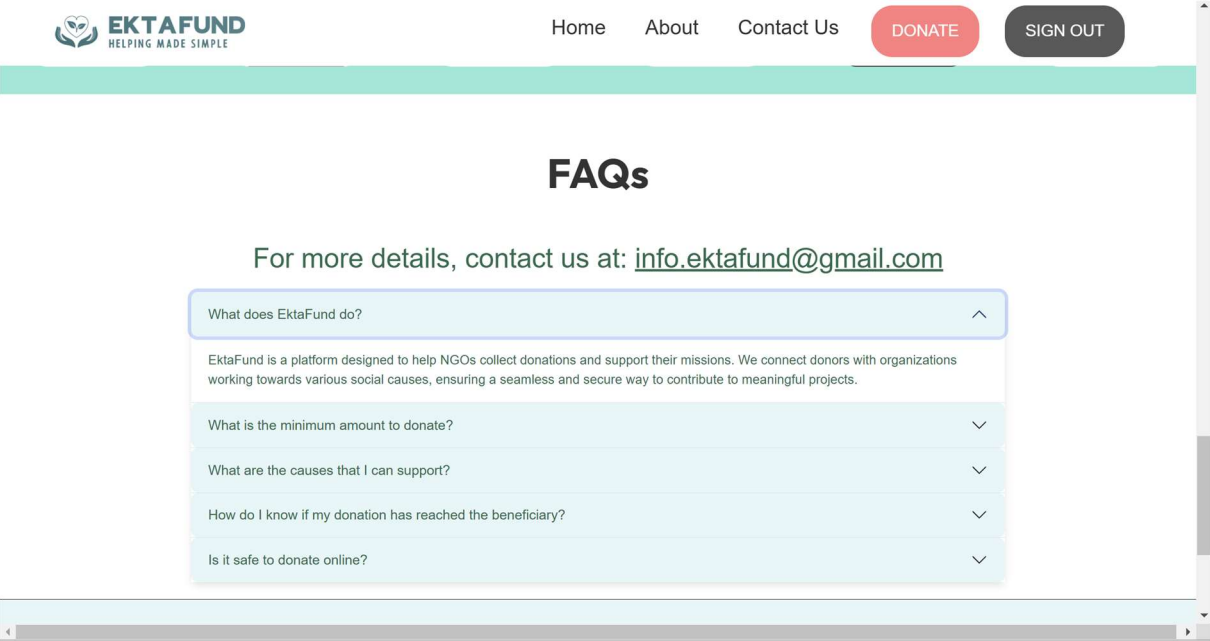 EKTAFUND
HELPING MADE SIMPLE
Home About Contact Us DONATE SIGN OUT
FAQs
For more details, contact us at: info.ektafund@gmail.com
What does EktaFund do?
EktaFund is a platform designed to help NGOs collect donations and support their missions. We connect donors with organizations
working towards various social causes, ensuring a seamless and secure way to contribute to meaningful projects.
What is the minimum amount to donate?
What are the causes that I can support?
How do I know if my donation has reached the beneficiary?
Is it safe to donate online?